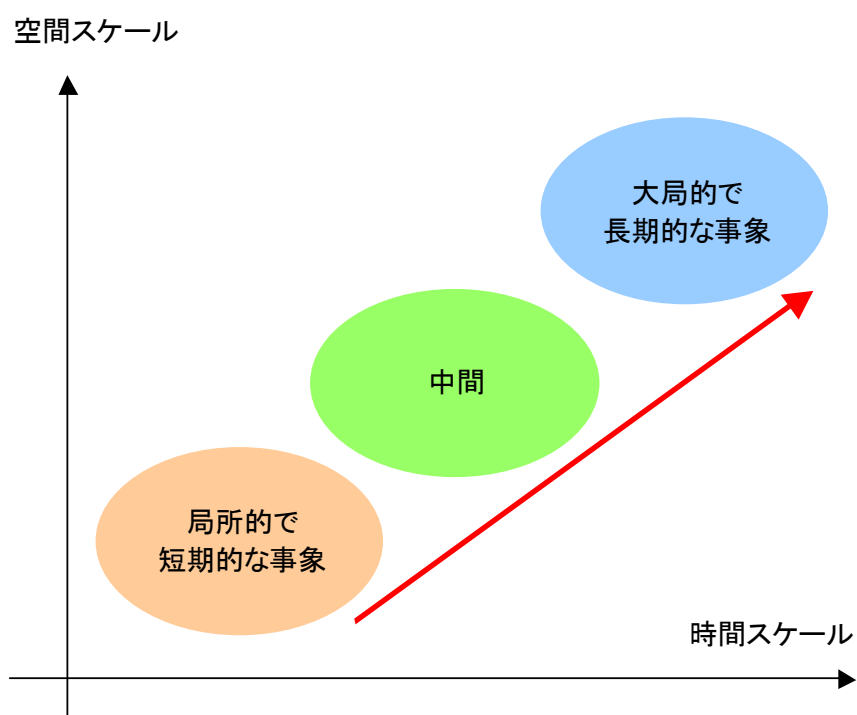 空間スケール
大局的で
長期的な事象
中間
局所的で
短期的な事象
時間スケール